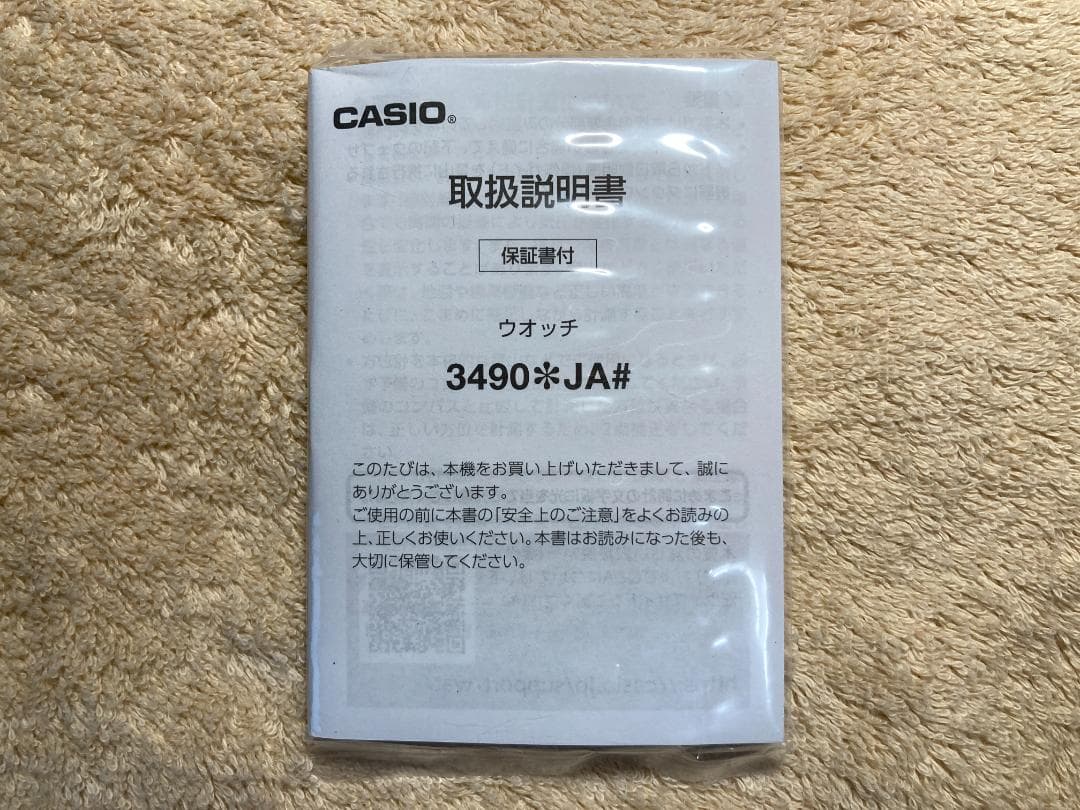 CASIO®
取扱説明書
保証書付
ウオッチ
3490✻JA#
このたびは、本機をお買い上げいただきまして、誠に
ありがとうございます。
ご使用の前に本書の「安全上のご注意」をよくお読みの
上、正しくお使いください。本書はお読みになった後も、
大切に保管してください。